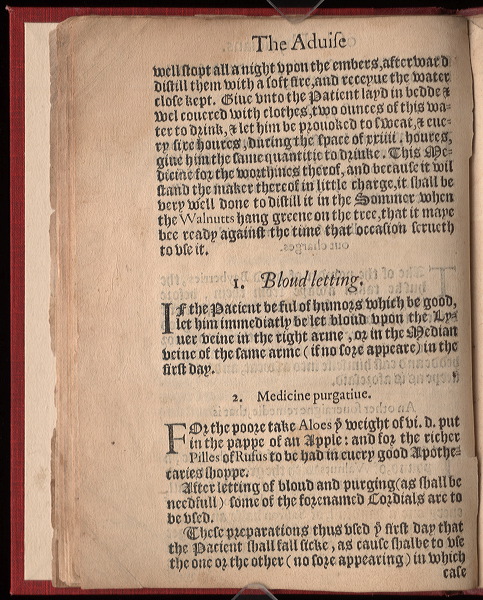 The Aduiſe
well ſtopt all a night vpon the embers, afterward
diſtill them with a ſoft fire, and receyue the water
cloſe kept. Giue vnto the Patient layd in bedde &
wel couered with clothes, two ounces of this wa-
ter to drink, & let him be prouoked to ſweat, & eue-
ry ſixe houres, during the ſpace of xxiiii. houres,
giue him the ſame quantitie to drinke. This Me-
dicine for the worthines therof, and becauſe it wil
ſtand the maker thereof in little charge, it ſhall be
very well done to diſtill it in the Sommer when
the Walnutts hang greene on the tree, that it maye
bee ready againſt the time that occaſion ſerueth
to vſe it.
1. Bloud letting.
If the Pacient be ful of humors which be good,
let him immediatly be let bloud vpon the Ly-
uer veine in the right arme, or in the Median
veine of the ſame arme (if no ſore appeare) in the
firſt day.
2. Medicine purgatiue.
FOr the poore take Aloes ẏ weight of vi. d. put
in the pappe of an Apple: and for the richer
Pilles of Rufus to be had in euery good Apothe-
caries ſhoppe.
After letting of bloud and purging (as ſhall be
needfull) ſome of the forenamed Cordials are to
be vſed.
Theſe preparations thus vſed ẏ firſt day that
the Pacient ſhall fall ſicke, as cauſe ſhalbe to vſe
the one or the other (no ſore appearing) in which
caſe